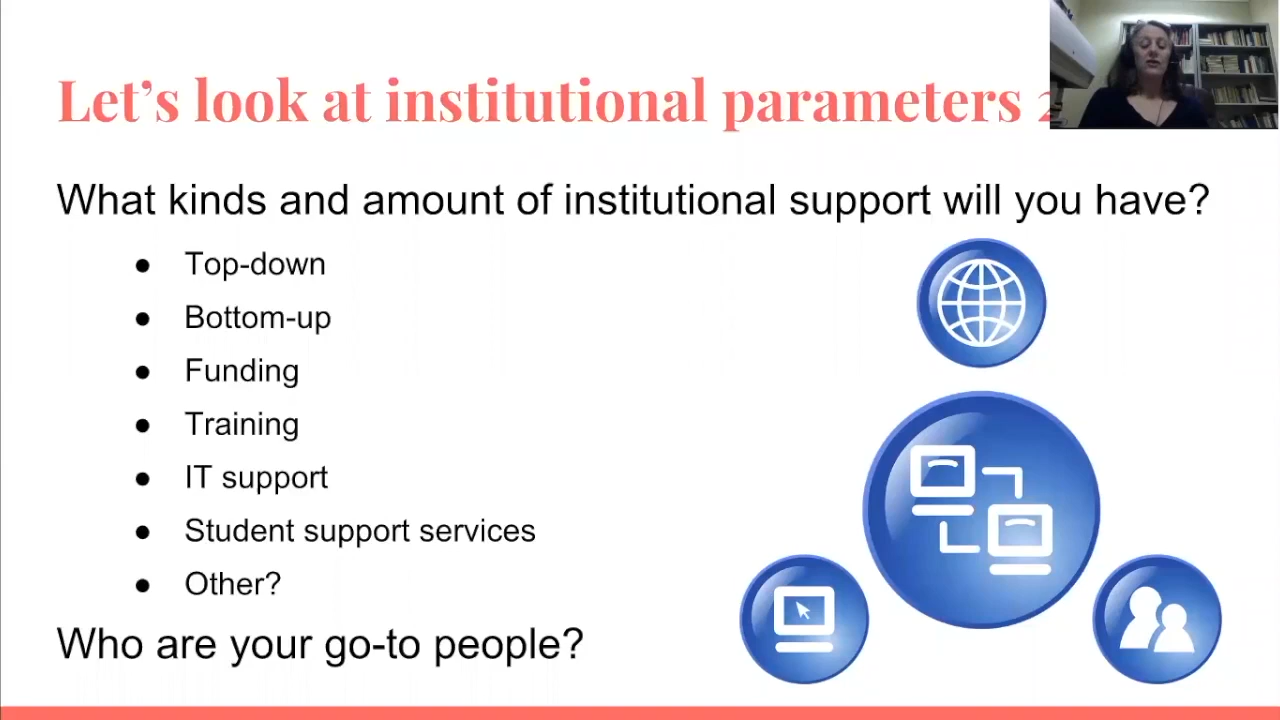 Let's look at institutional parameters
What kinds and amount of institutional support will you have?
● Top-down
● Bottom-up
● Funding
● Training
● IT support
● Student support services
● Other?
Who are your go-to people?